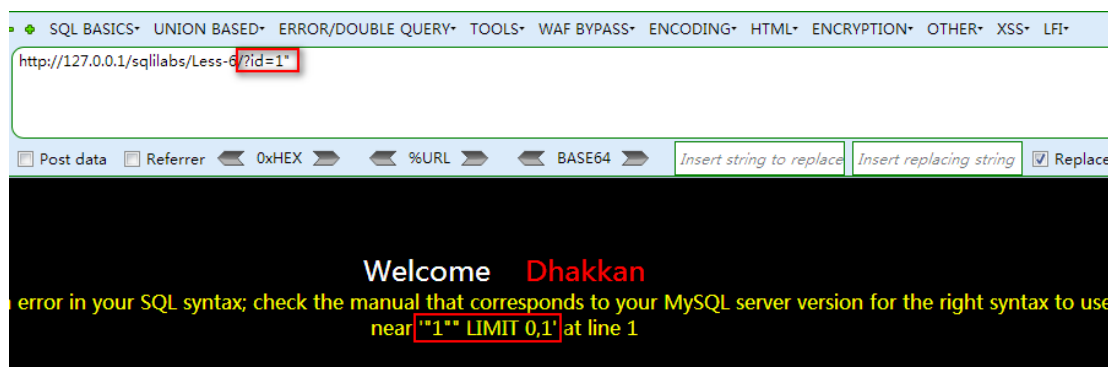 SQL BASICS▾ UNION BASED▾ ERROR/DOUBLE QUERY▾ TOOLS▾ WAF BYPASS▾ ENCODING▾ HTML▾ ENCRYPTION▾ OTHER▾ XSS▾ LFI▾
http://127.0.0.1/sqlilabs/Less-6/?id=1"
Post data Referrer 0xHEX %URL BASE64 Insert string to replace Insert replacing string Replace
Welcome Dhakkan
error in your SQL syntax; check the manual that corresponds to your MySQL server version for the right syntax to use
near '"1"" LIMIT 0,1' at line 1